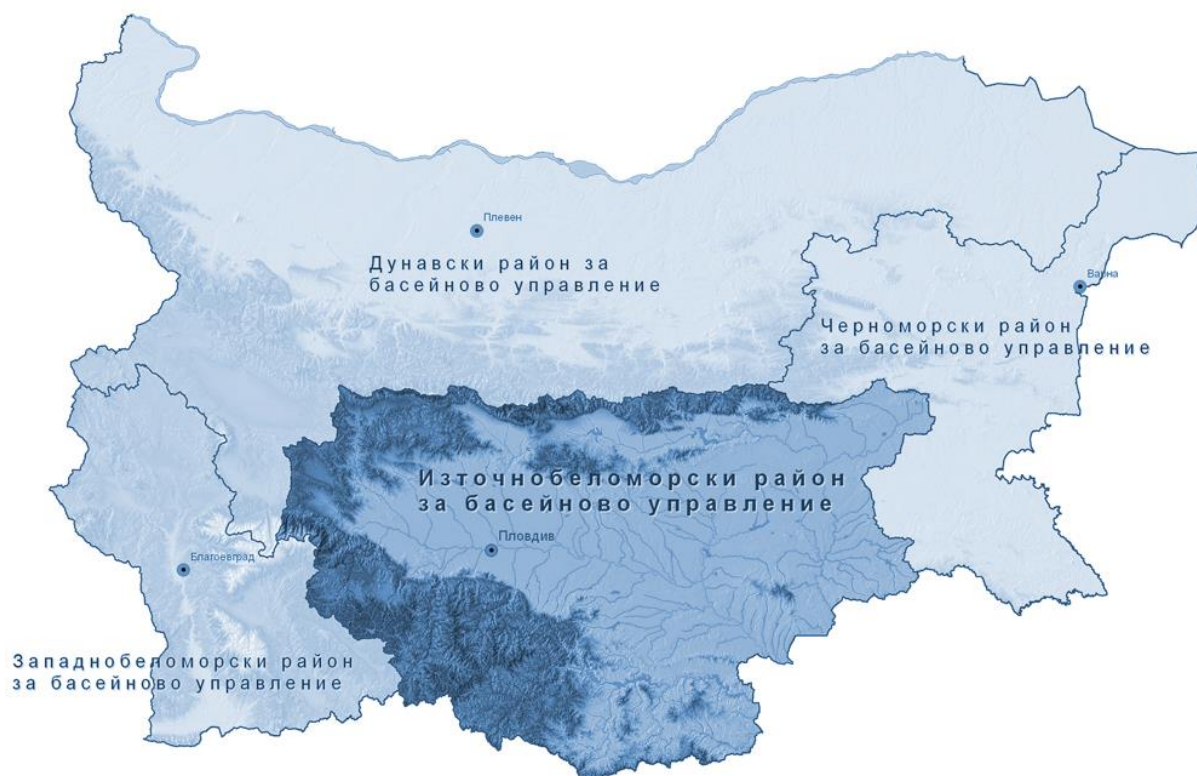 Плевен
Дунавски район за
басейново управление
Варна
Черноморски район
за басейново управление
Източнобеломорски район
за басейново управление
Пловдив
Благоевград
Западнобеломорски район
за басейново управление